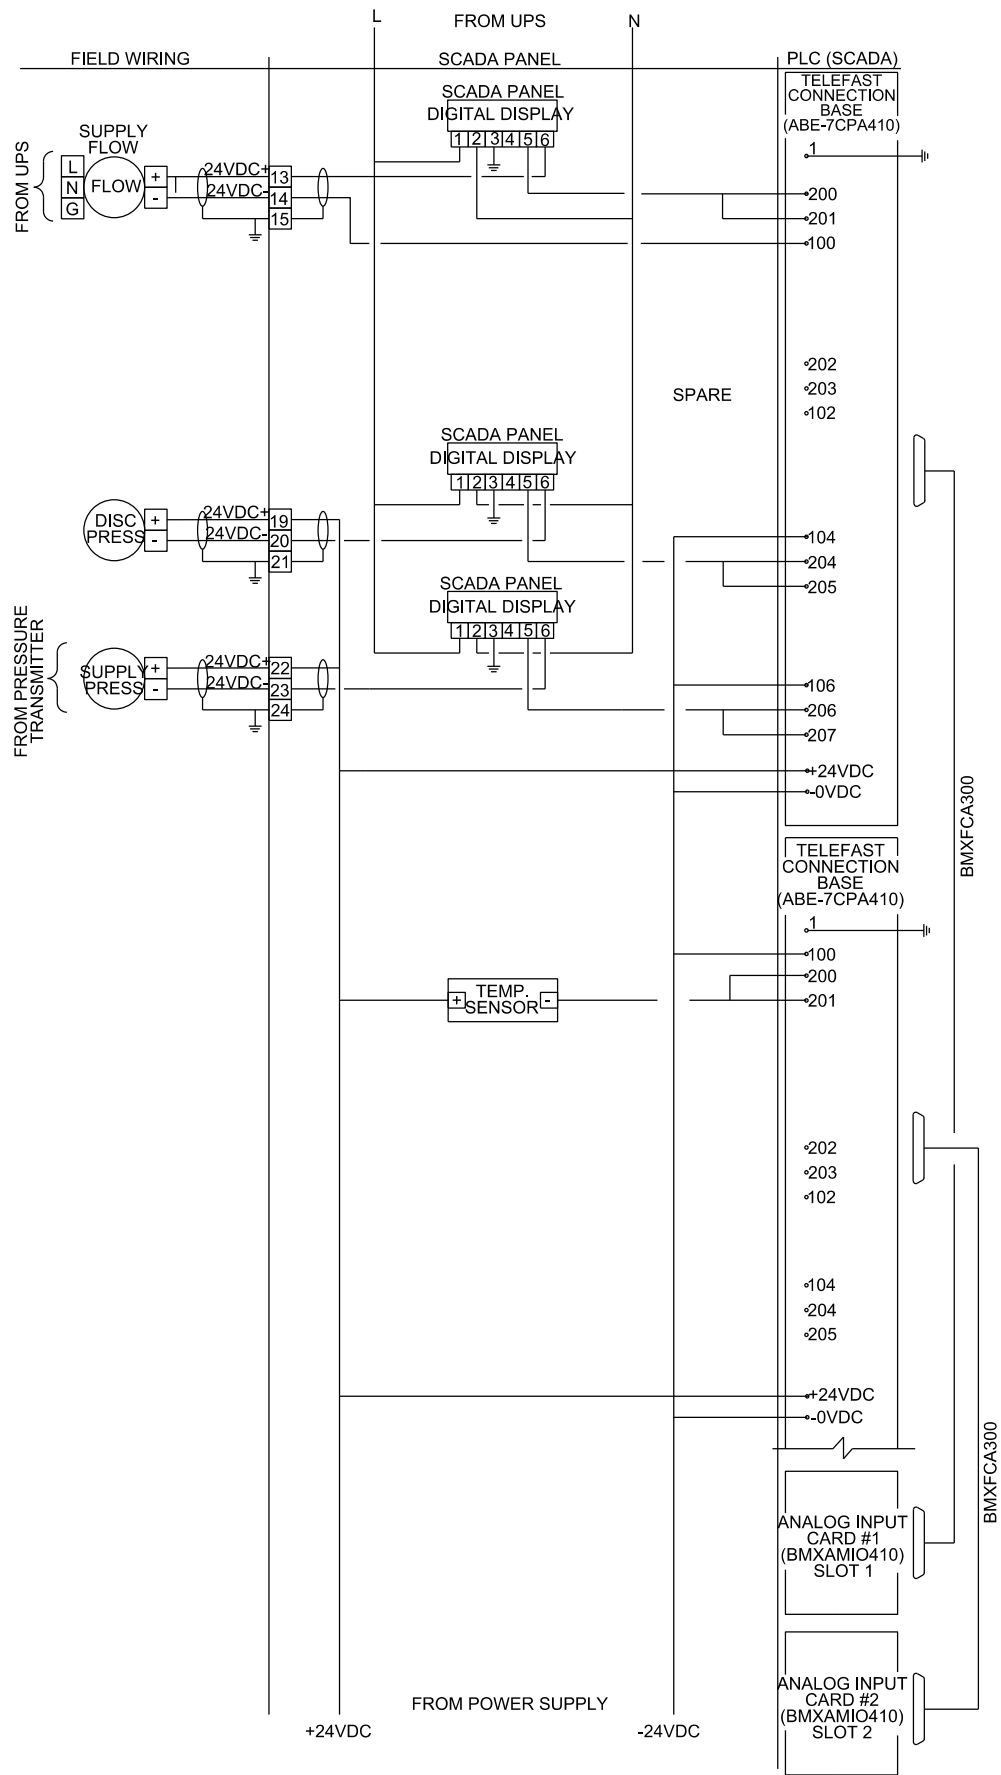 L
FROM UPS
N
FIELD WIRING
SCADA PANEL
PLC (SCADA)
TELEFAST
CONNECTION
BASE
(ABE-7CPA410)
SCADA PANEL
DIGITAL DISPLAY
1 2 3 4 5 6
1
SUPPLY
FLOW
FROM UPS
L
N
G
FLOW
+
-
24VDC+
24VDC-
13
14
15
200
201
100
202
203
102
SPARE
SCADA PANEL
DIGITAL DISPLAY
1 2 3 4 5 6
DISC
PRESS
+
-
24VDC+
24VDC-
19
20
21
104
204
205
SCADA PANEL
DIGITAL DISPLAY
1 2 3 4 5 6
FROM PRESSURE
TRANSMITTER
SUPPLY
PRESS
+
-
24VDC+
24VDC-
22
23
24
106
206
207
+24VDC
-0VDC
BMXFCA300
TELEFAST
CONNECTION
BASE
(ABE-7CPA410)
1
100
200
201
+
TEMP.
SENSOR
-
202
203
102
104
204
205
+24VDC
-0VDC
BMXFCA300
ANALOG INPUT
CARD #1
(BMXAMIO410)
SLOT 1
ANALOG INPUT
CARD #2
(BMXAMIO410)
SLOT 2
FROM POWER SUPPLY
+24VDC
-24VDC